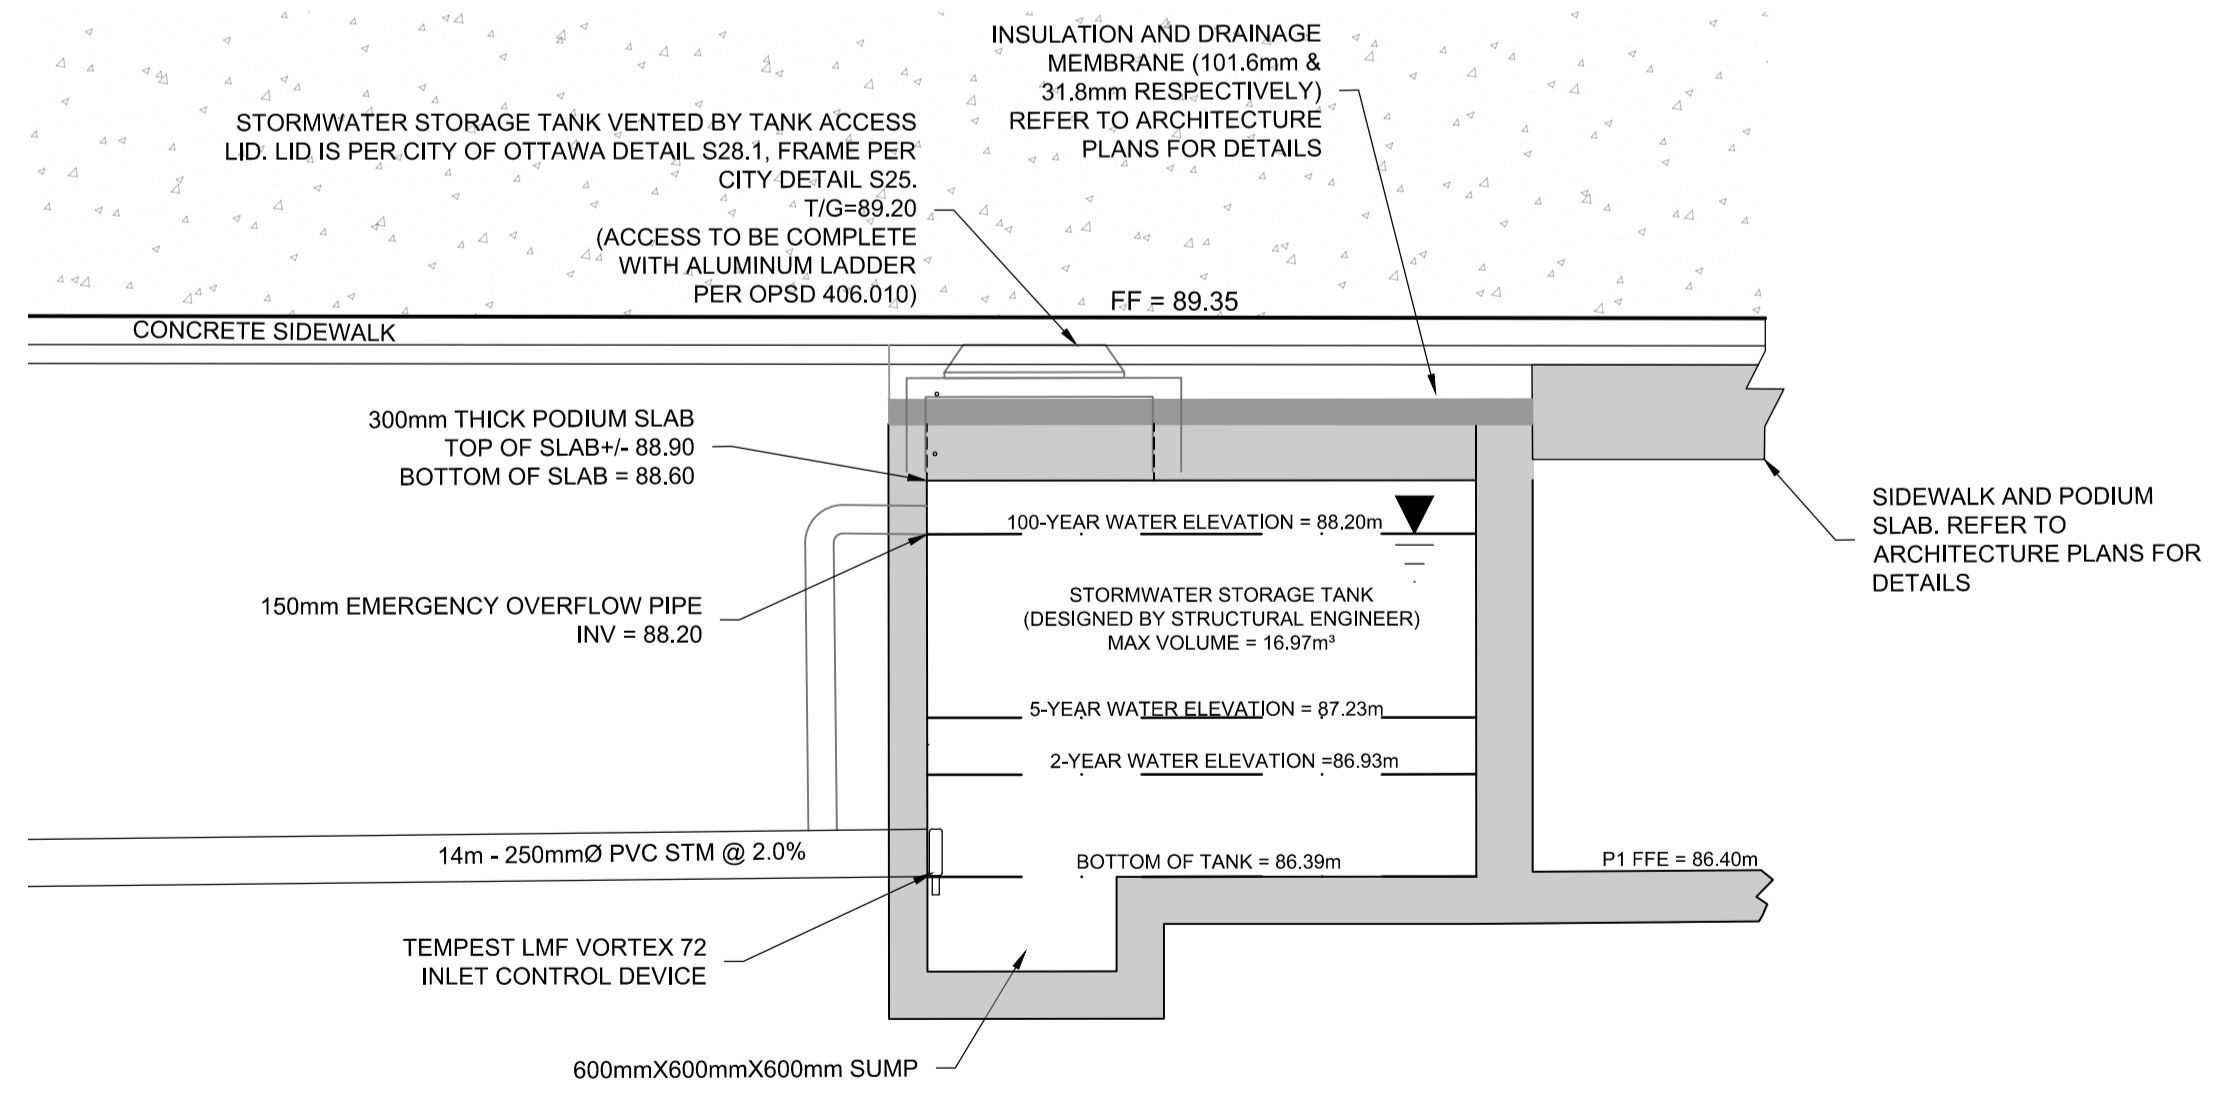 INSULATION AND DRAINAGE
MEMBRANE (101.6mm &
31.8mm RESPECTIVELY)
REFER TO ARCHITECTURE
PLANS FOR DETAILS
STORMWATER STORAGE TANK VENTED BY TANK ACCESS
LID. LID IS PER CITY OF OTTAWA DETAIL S28.1, FRAME PER
CITY DETAIL S25.
T/G=89.20
(ACCESS TO BE COMPLETE
WITH ALUMINUM LADDER
PER OPSD 406.010)
FF = 89.35
CONCRETE SIDEWALK
300mm THICK PODIUM SLAB
TOP OF SLAB+/- 88.90
BOTTOM OF SLAB = 88.60
SIDEWALK AND PODIUM
SLAB. REFER TO
ARCHITECTURE PLANS FOR
DETAILS
100-YEAR WATER ELEVATION = 88.20m
150mm EMERGENCY OVERFLOW PIPE
INV = 88.20
STORMWATER STORAGE TANK
(DESIGNED BY STRUCTURAL ENGINEER)
MAX VOLUME = 16.97m³
5-YEAR WATER ELEVATION = 87.23m
2-YEAR WATER ELEVATION =86.93m
14m - 250mmØ PVC STM @ 2.0%
BOTTOM OF TANK = 86.39m
P1 FFE = 86.40m
TEMPEST LMF VORTEX 72
INLET CONTROL DEVICE
600mmX600mmX600mm SUMP